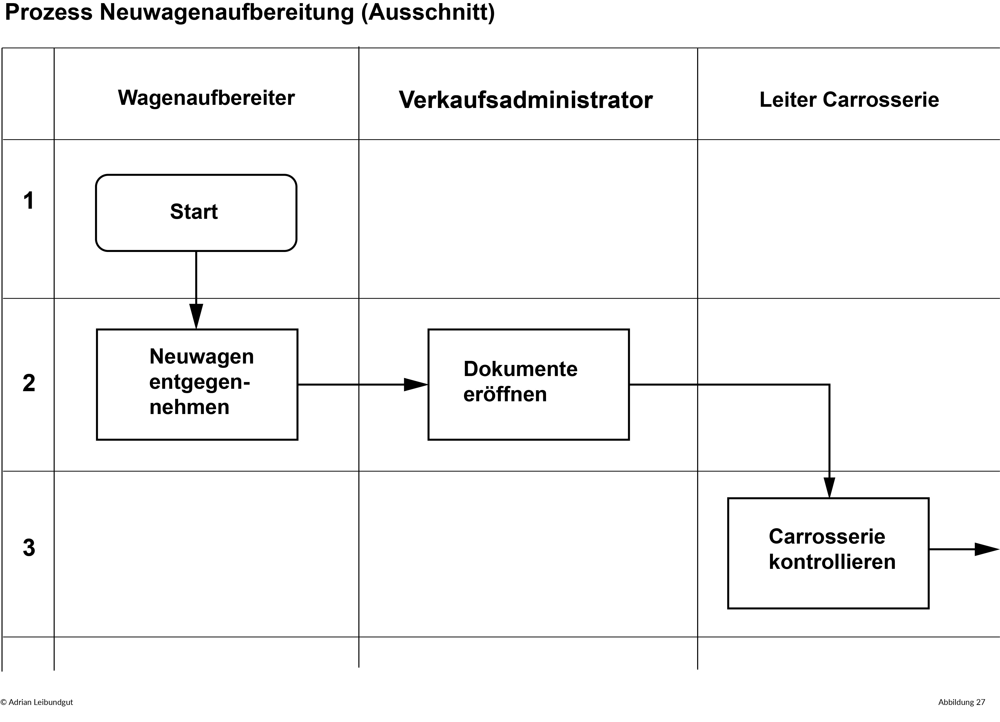 Prozess Neuwagenaufbereitung (Ausschnitt)
Wagenaufbereiter
Verkaufsadministrator
Leiter Carrosserie
1
Start
2
Neuwagen
entgegen-
nehmen
Dokumente
eröffnen
3
Carrosserie
kontrollieren
© Adrian Leibundgut
Abbildung 27